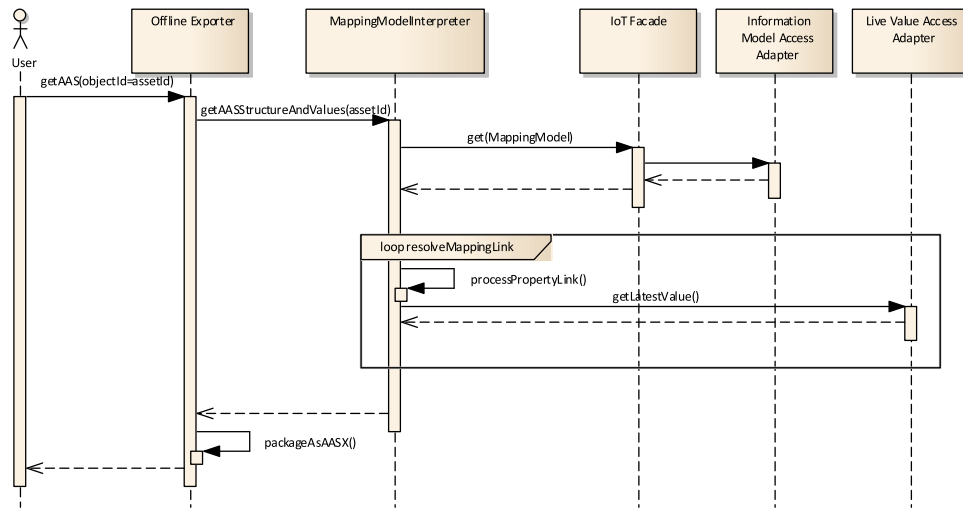 Offline Exporter
MappingModelInterpreter
IoT Facade
Information
Model Access
Adapter
Live Value Access
Adapter
User
getAAS(objectId=assetId)
getAASStructureAndValues(assetId)
get(MappingModel)
loop resolveMappingLink
processPropertyLink()
getLatestValue()
packageAsAASX()